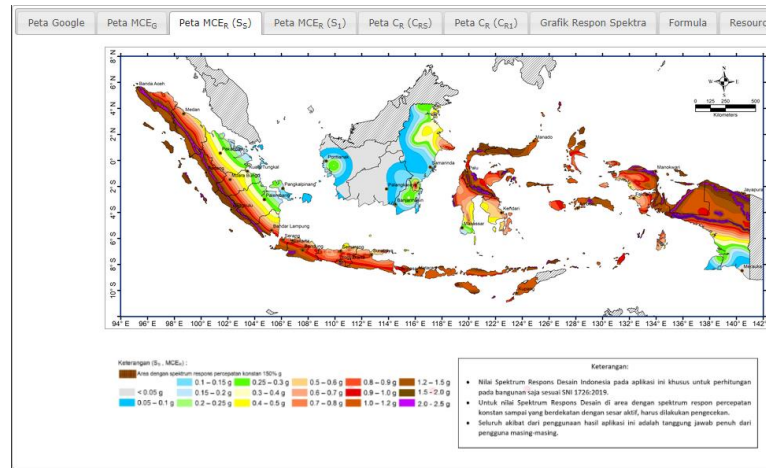 Peta Google Peta MCEG Peta MCER (SS) Peta MCER (S1) Peta CR (CRS) Peta CR (CR1) Grafik Respon Spektra Formula Resourc
8° N
6° N
4° N
2° N
0°
2° S
4° S
6° S
8° S
10° S
Banda Aceh
Medan
Pontianak
Samarinda
Manado
Manokwari
Jayapura
Palu
Pangkalpinang
Kendari
Bandar Lampung
Semarang
Merauke
0 125 250 500
Kilometers
94° E 96° E 98° E 100° E 102° E 104° E 106° E 108° E 110° E 112° E 114° E 116° E 118° E 120° E 122° E 124° E 126° E 128° E 130° E 132° E 134° E 136° E 138° E 140° E 142° E
Keterangan (SS , MCER) :
Area dengan spektrum respons percepatan konstan 150% g
0.1 – 0.15 g 0.25 – 0.3 g 0.5 – 0.6 g 0.8 – 0.9 g 1.2 – 1.5 g
< 0.05 g 0.15 – 0.2 g 0.3 – 0.4 g 0.6 – 0.7 g 0.9 – 1.0 g 1.5 - 2.0 g
0.05 – 0.1 g 0.2 – 0.25 g 0.4 – 0.5 g 0.7 – 0.8 g 1.0 – 1.2 g 2.0 - 2.5 g
Keterangan:
• Nilai Spektrum Respons Desain Indonesia pada aplikasi ini khusus untuk perhitungan
pada bangunan saja sesuai SNI 1726:2019.
• Untuk nilai Spektrum Respons Desain di area dengan spektrum respon percepatan
konstan sampai yang berdekatan dengan sesar aktif, harus dilakukan pengecekan.
• Seluruh akibat dari penggunaan hasil aplikasi ini adalah tanggung jawab penuh dari
pengguna masing-masing.